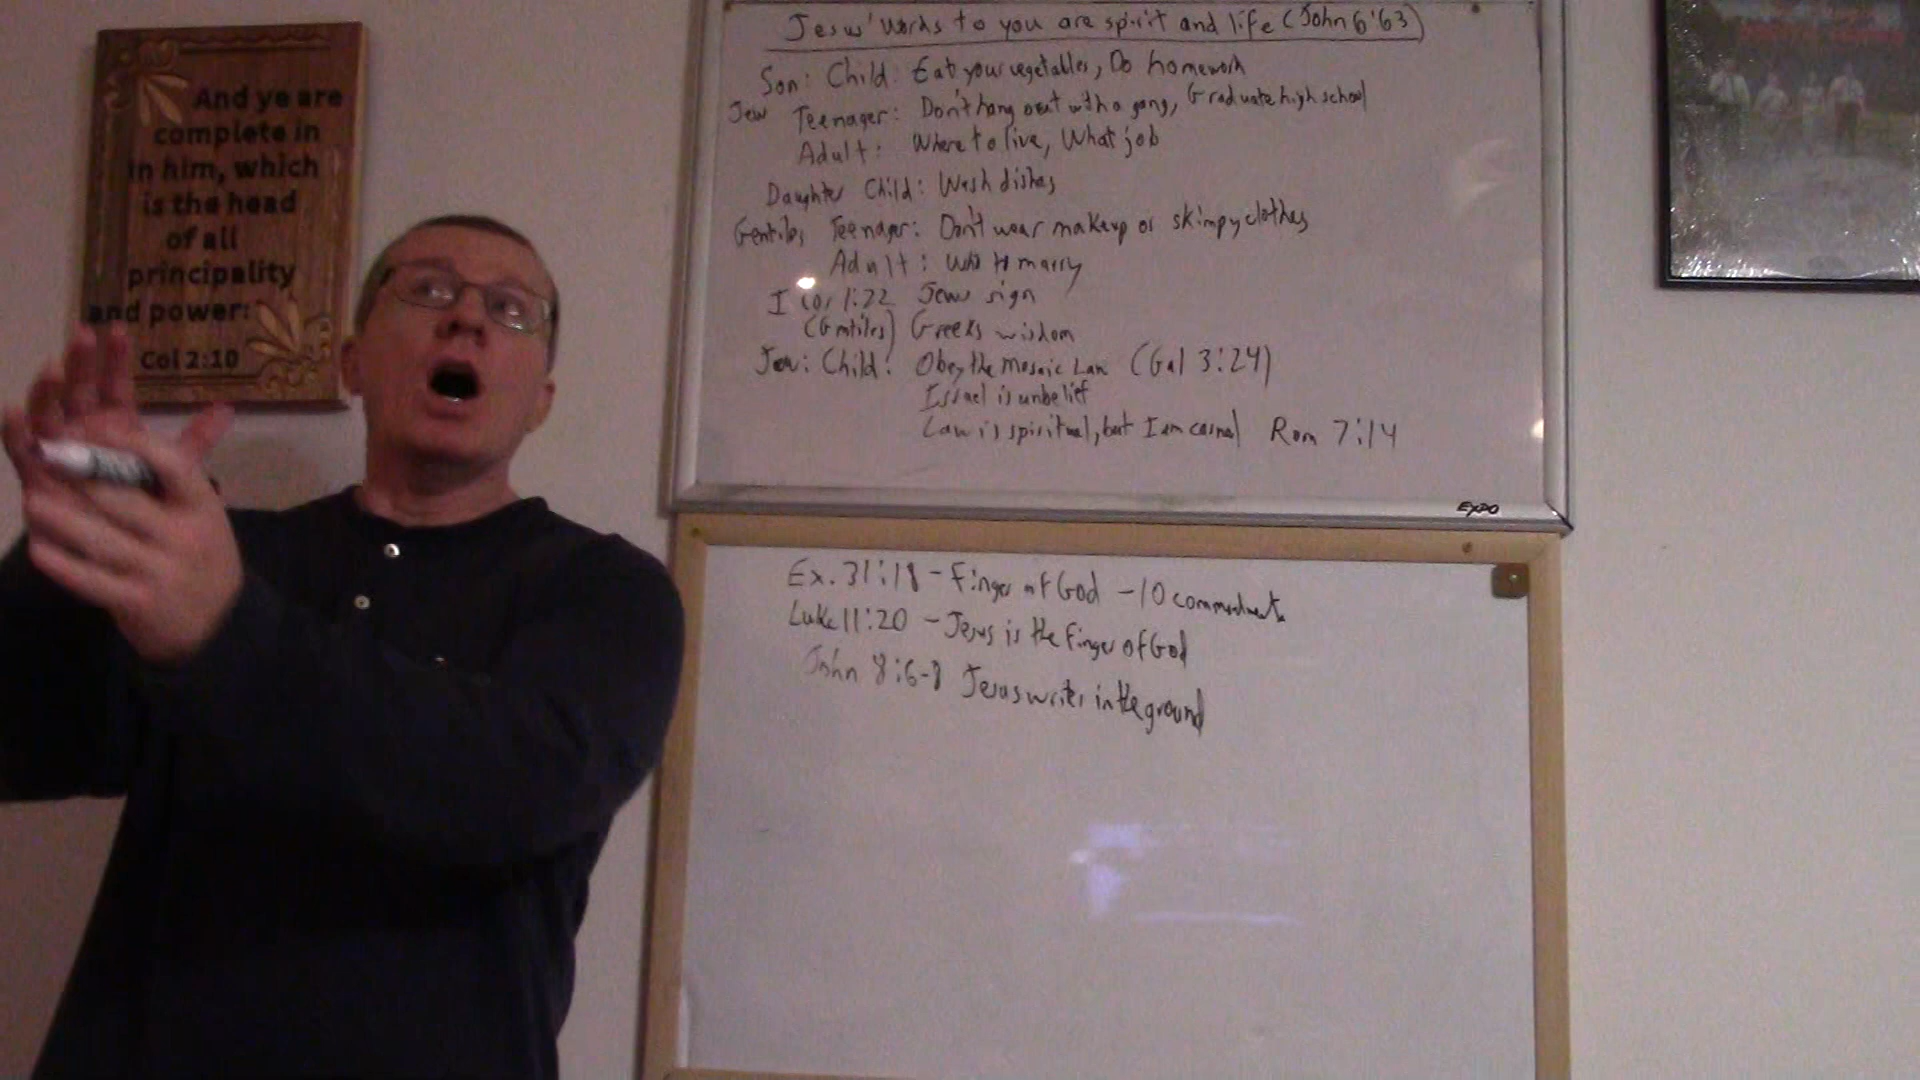 And ye are
complete in
in him, which
is the head
of all
principality
and power:
Col 2:10
Jesus' words to you are spirit and life (John 6:63)
Son: Child: Eat your vegetables, Do homework
Jew Teenager: Don't hang out with a gang, Graduate high school
Adult: Where to live, What job
Daughter Child: Wash dishes
Gentiles Teenager: Don't wear makeup or skimpy clothes
Adult: Who to marry
I Cor 1:22 Jews sign
(Gentiles) Greeks wisdom
Jew: Child: Obey the Mosaic Law (Gal 3:24)
Israel is unbelief
Law is spiritual, but I am carnal Rom 7:14
EXPO
Ex. 31:18 - Finger of God - 10 commandments
Luke 11:20 - Jesus is the Finger of God
John 8:6-8 Jesus writes in the ground